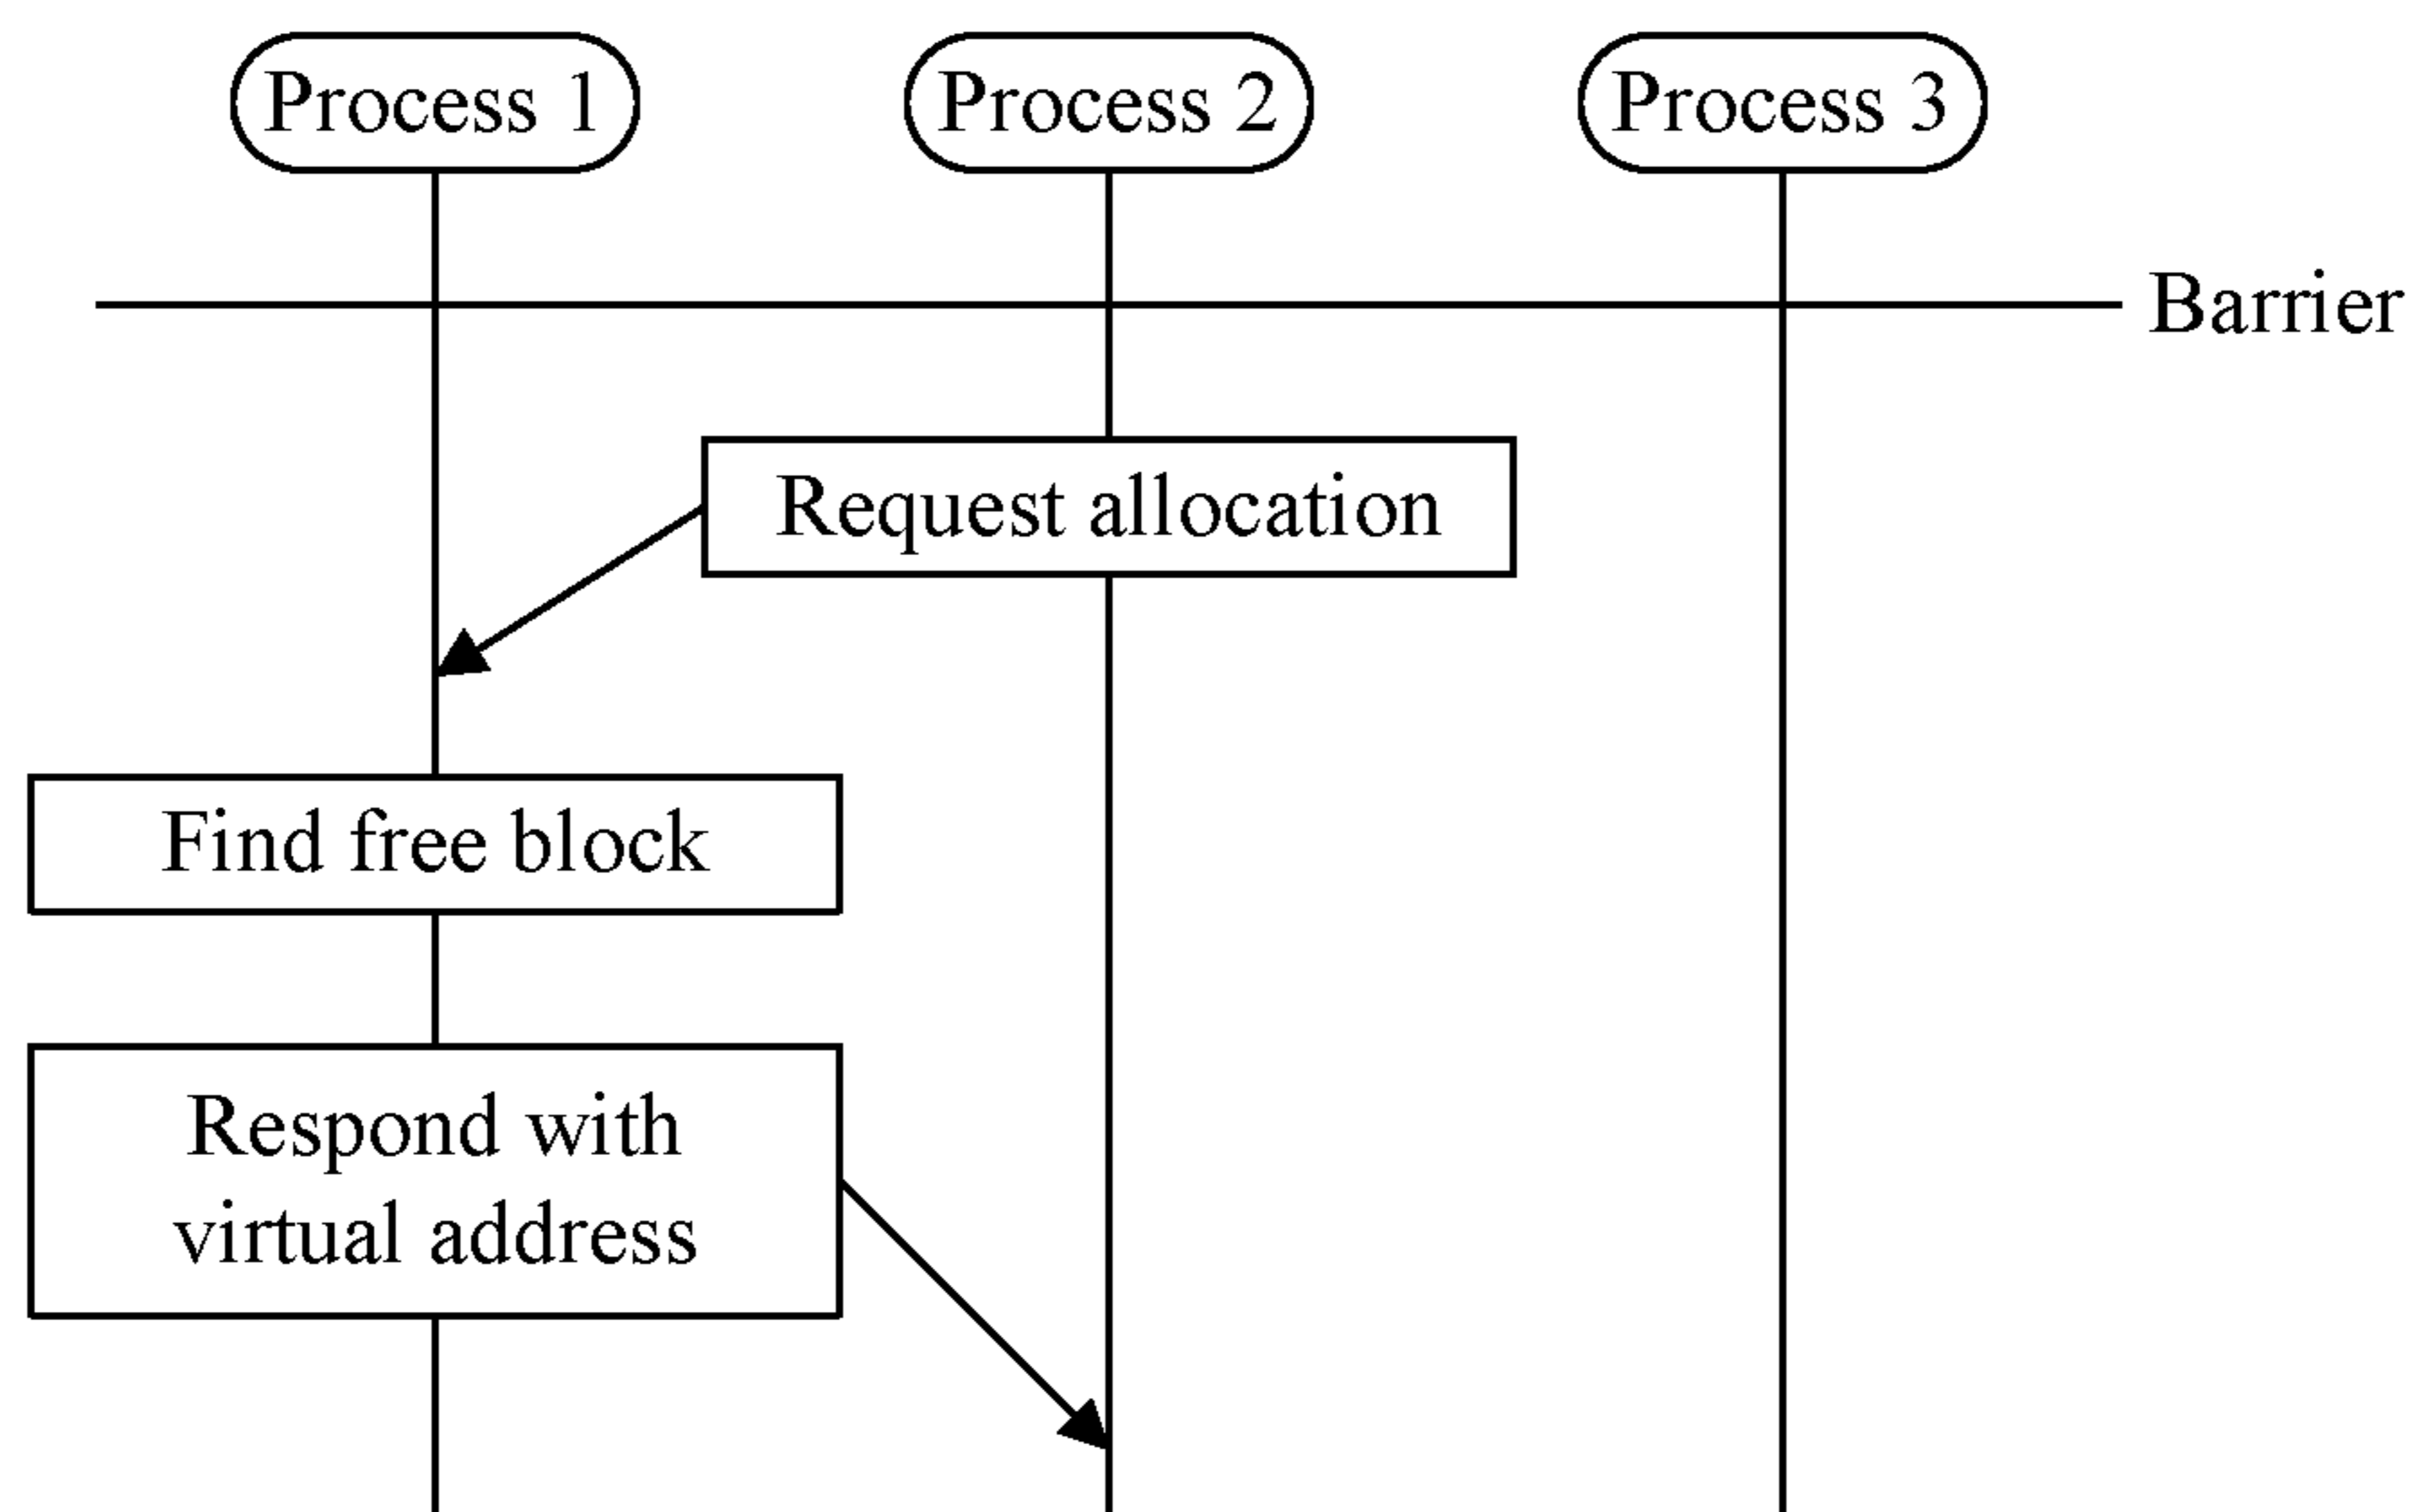 Process 1
Process 2
Process 3
Barrier
Request allocation
Find free block
Respond with
virtual address